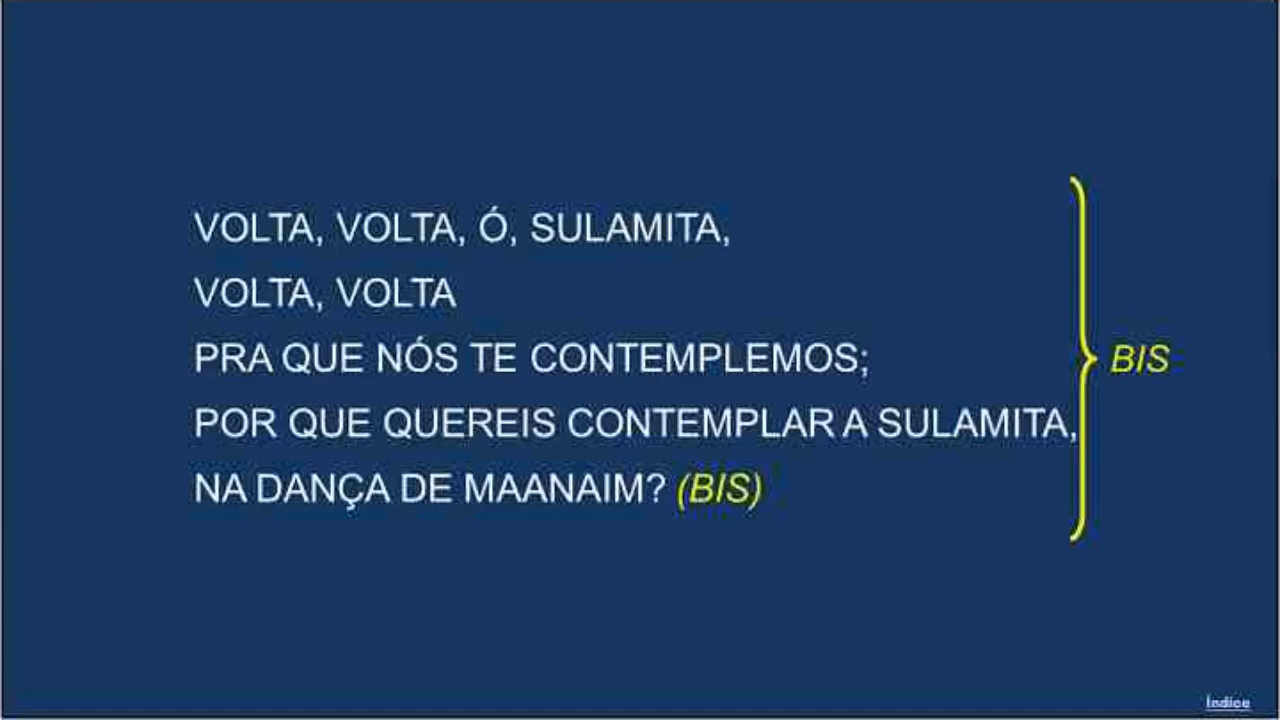 VOLTA, VOLTA, Ó, SULAMITA,
VOLTA, VOLTA
PRA QUE NÓS TE CONTEMPLEMOS;
POR QUE QUEREIS CONTEMPLAR A SULAMITA,
NA DANÇA DE MAANAIM? (BIS)
BIS
Índice